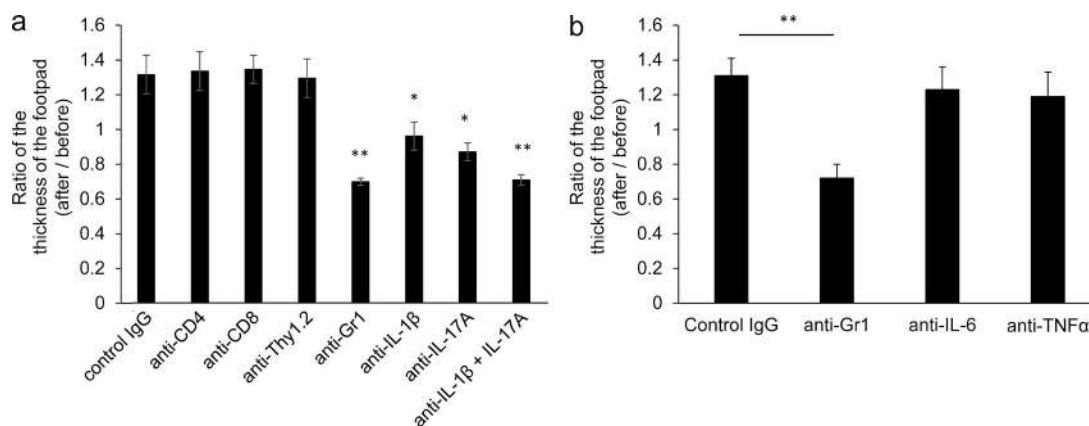 a
Ratio of the
thickness of the footpad
(after / before)
1.6
1.4
1.2
1
0.8
0.6
0.4
0.2
0
**
*
*
**
control IgG
anti-CD4
anti-CD8
anti-Thy1.2
anti-Gr1
anti-IL-1β
anti-IL-17A
anti-IL-1β + IL-17A
b
Ratio of the
thickness of the footpad
(after / before)
1.6
1.4
1.2
1
0.8
0.6
0.4
0.2
0
**
Control IgG
anti-Gr1
anti-IL-6
anti-TNFα